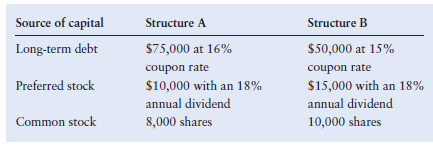 Source of capital Structure A Structure B
Long-term debt $75,000 at 16% $50,000 at 15%
coupon rate coupon rate
Preferred stock $10,000 with an 18% $15,000 with an 18%
annual dividend annual dividend
Common stock 8,000 shares 10,000 shares